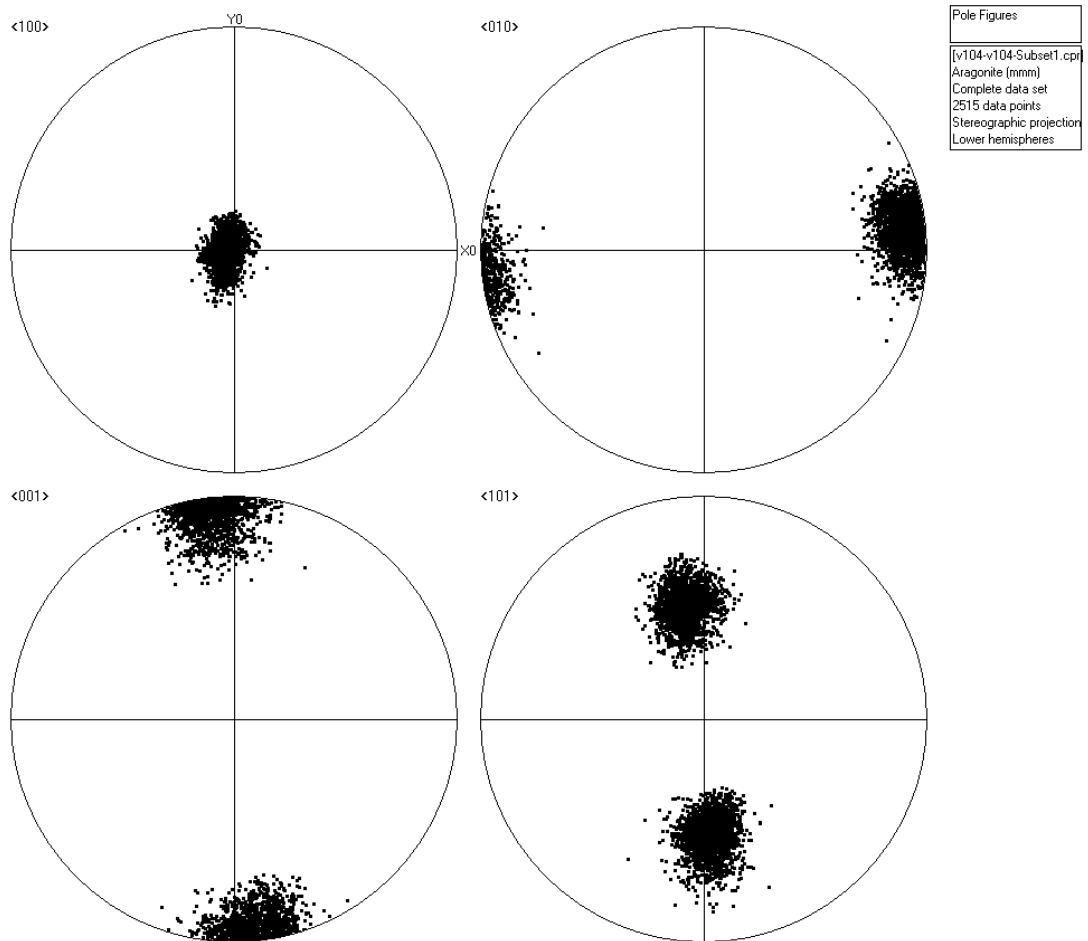 <100>
Y0
X0
<010>
Pole Figures
[v104-v104-Subset1.cpr]
Aragonite (mmm)
Complete data set
2515 data points
Stereographic projection
Lower hemispheres
<001>
<101>